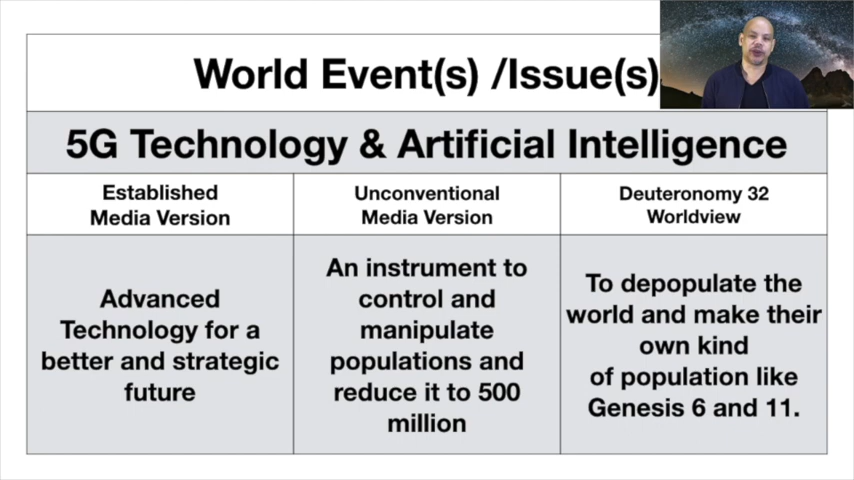 World Event(s) /Issue(s)
5G Technology & Artificial Intelligence
Established
Media Version
Unconventional
Media Version
Deuteronomy 32
Worldview
Advanced
Technology for a
better and strategic
future
An instrument to
control and
manipulate
populations and
reduce it to 500
million
To depopulate the
world and make their
own kind
of population like
Genesis 6 and 11.